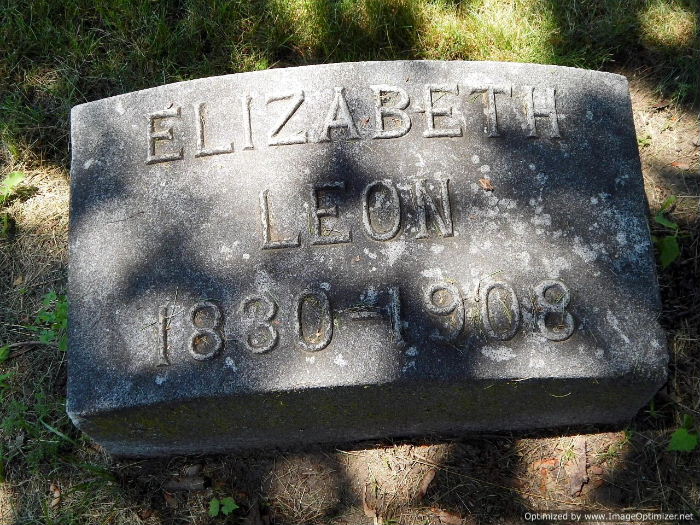 ELIZABETH
LEON
1830-1908
Optimized by www.ImageOptimizer.net